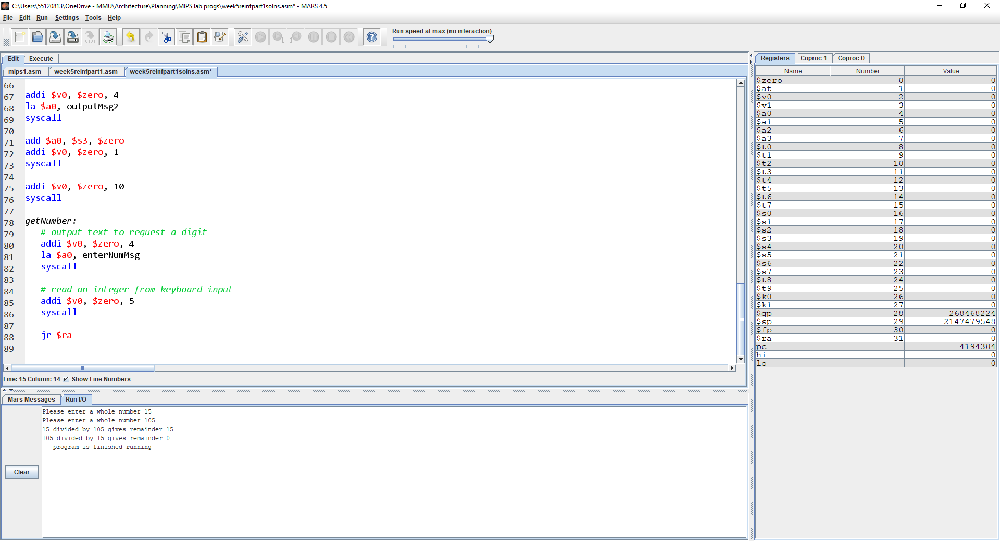 C:\Users\55120813\OneDrive - MMU\Architecture\Planning\MIPS lab progs\week5reinfpart1solns.asm* - MARS 4.5
File Edit Run Settings Tools Help
Run speed at max (no interaction)
Edit Execute
mips1.asm week5reinfpart1.asm week5reinfpart1solns.asm*
66
67 addi $v0, $zero, 4
68 la $a0, outputMsg2
69 syscall
70
71 add $a0, $s3, $zero
72 addi $v0, $zero, 1
73 syscall
74
75 addi $v0, $zero, 10
76 syscall
77
78 getNumber:
79 # output text to request a digit
80 addi $v0, $zero, 4
81 la $a0, enterNumMsg
82 syscall
83
84 # read an integer from keyboard input
85 addi $v0, $zero, 5
86 syscall
87
88 jr $ra
89
Line: 15 Column: 14 Show Line Numbers
Mars Messages Run I/O
Please enter a whole number 15
Please enter a whole number 105
15 divided by 105 gives remainder 15
105 divided by 15 gives remainder 0
-- program is finished running --
Clear
Registers Coproc 1 Coproc 0
Name Number Value
$zero 0 0
$at 1 0
$v0 2 0
$v1 3 0
$a0 4 0
$a1 5 0
$a2 6 0
$a3 7 0
$t0 8 0
$t1 9 0
$t2 10 0
$t3 11 0
$t4 12 0
$t5 13 0
$t6 14 0
$t7 15 0
$s0 16 0
$s1 17 0
$s2 18 0
$s3 19 0
$s4 20 0
$s5 21 0
$s6 22 0
$s7 23 0
$t8 24 0
$t9 25 0
$k0 26 0
$k1 27 0
$gp 28 268468224
$sp 29 2147479548
$fp 30 0
$ra 31 0
pc 4194304
hi 0
lo 0